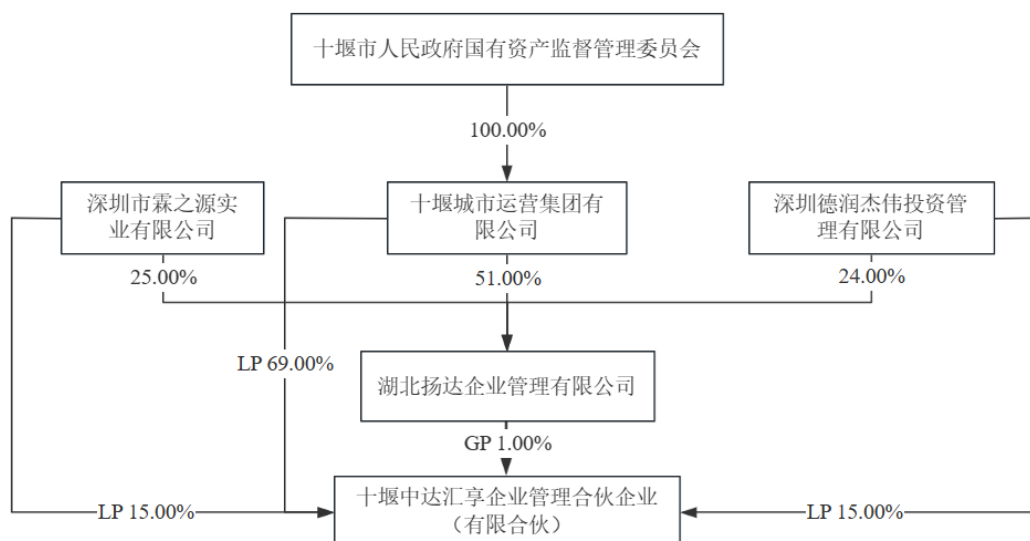 十堰市人民政府国有资产监督管理委员会
100.00%
深圳市霖之源实
业有限公司
十堰城市运营集团有
限公司
深圳德润杰伟投资管
理有限公司
25.00%
51.00%
24.00%
LP 69.00%
湖北扬达企业管理有限公司
GP 1.00%
十堰中达汇享企业管理合伙企业
（有限合伙）
LP 15.00%
LP 15.00%